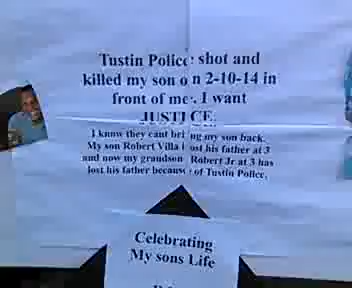 Tustin Police shot and
killed my son on 2-10-14 in
front of me. I want
JUSTICE.
I know they cant bring my son back.
My son Robert Villa lost his father at 3
and now my grandson Robert Jr at 3 has
lost his father because of Tustin Police.
Celebrating
My sons Life